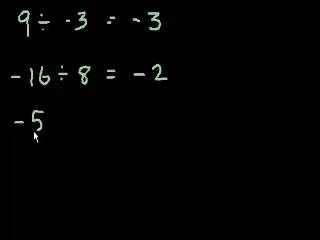 9 ÷ -3 = -3
-16 ÷ 8 = -2
-5